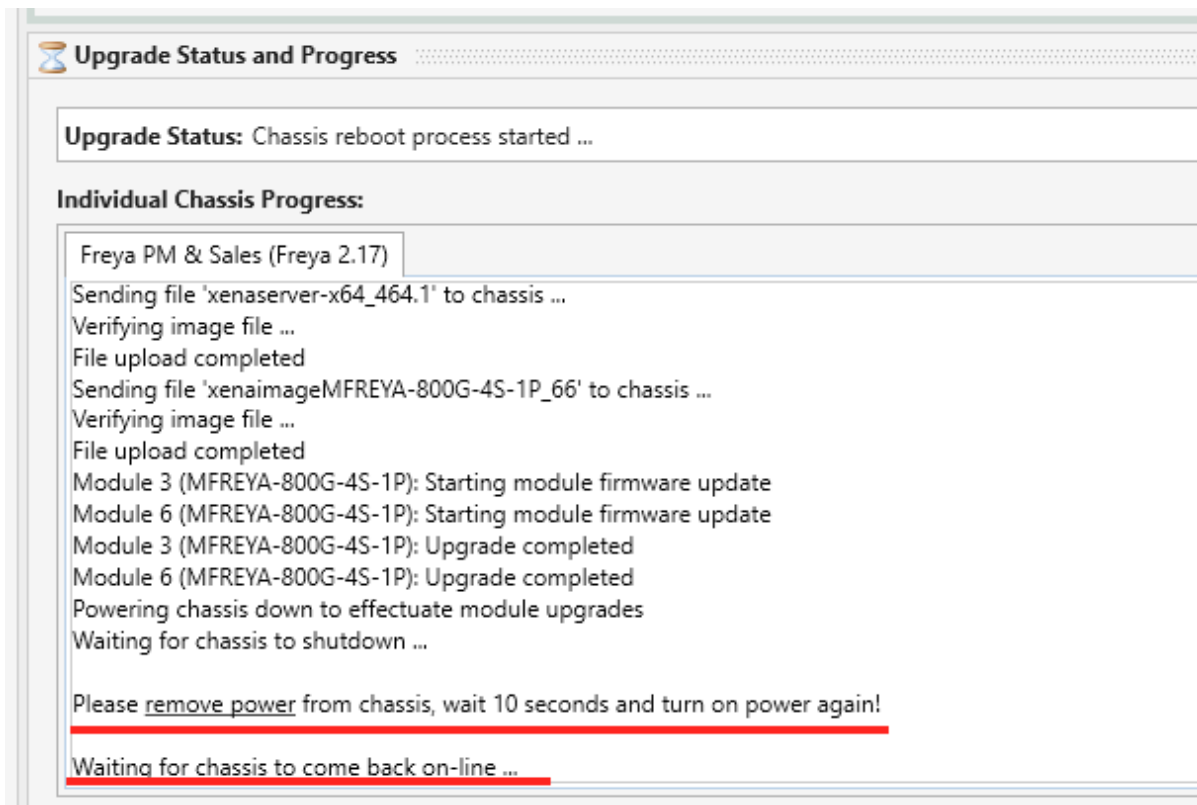 Upgrade Status and Progress
Upgrade Status: Chassis reboot process started ...
Individual Chassis Progress:
Freya PM & Sales (Freya 2.17)
Sending file 'xenaserver-x64_464.1' to chassis ...
Verifying image file ...
File upload completed
Sending file 'xenaimageMFREYA-800G-4S-1P_66' to chassis ...
Verifying image file ...
File upload completed
Module 3 (MFREYA-800G-4S-1P): Starting module firmware update
Module 6 (MFREYA-800G-4S-1P): Starting module firmware update
Module 3 (MFREYA-800G-4S-1P): Upgrade completed
Module 6 (MFREYA-800G-4S-1P): Upgrade completed
Powering chassis down to effectuate module upgrades
Waiting for chassis to shutdown ...
Please remove power from chassis, wait 10 seconds and turn on power again!
Waiting for chassis to come back on-line ...